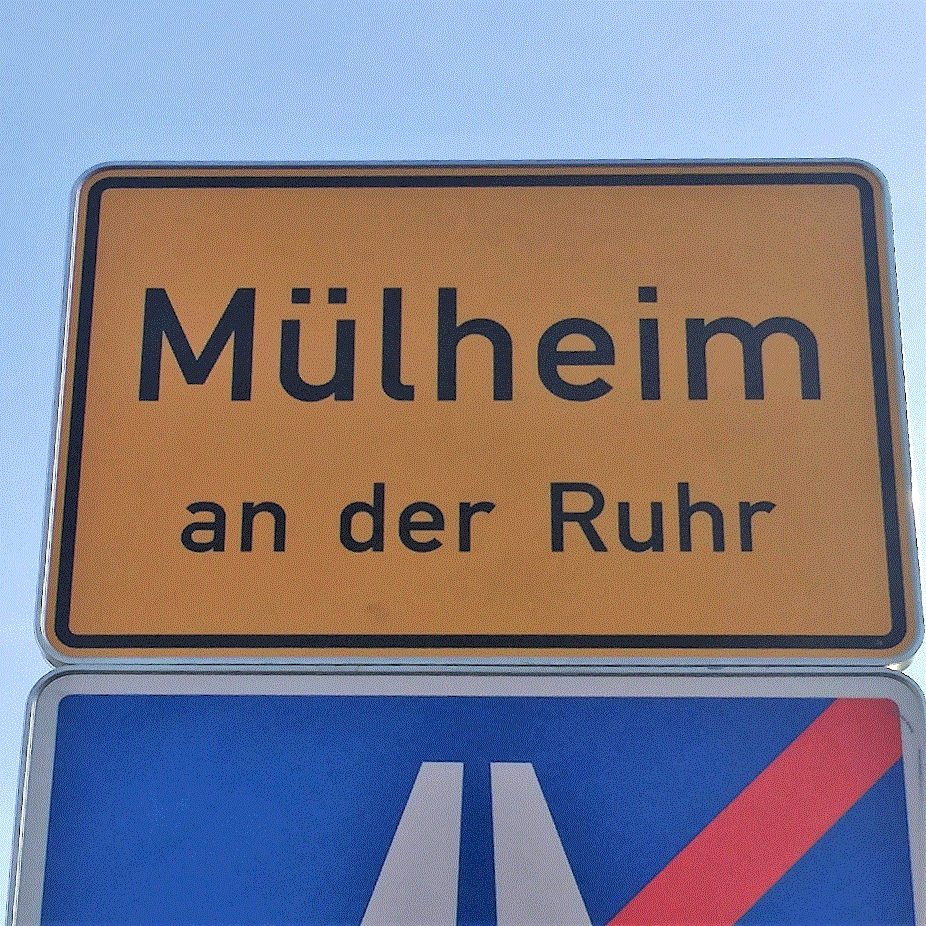 Mülheim
an der Ruhr